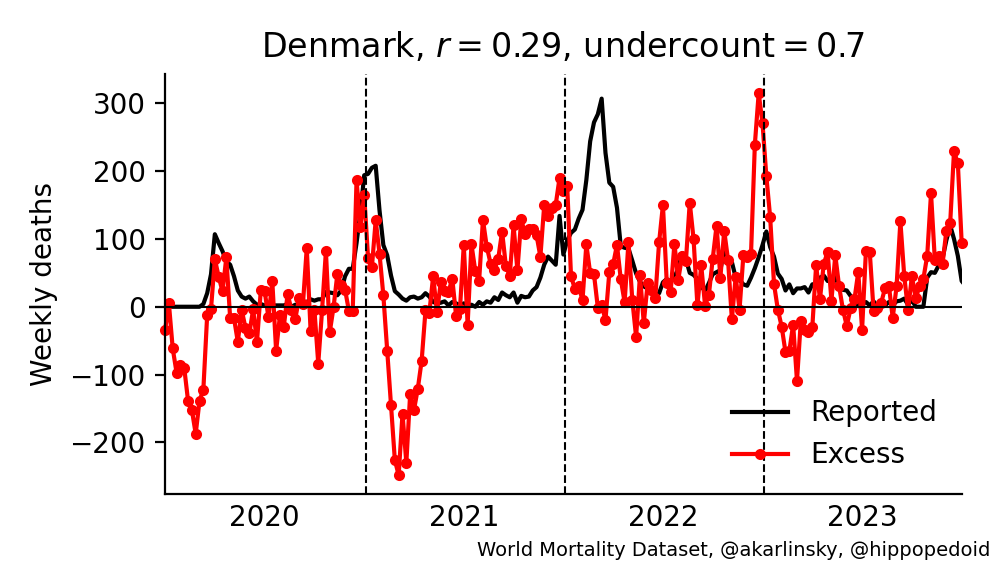 Denmark, r = 0.29, undercount = 0.7
Weekly deaths
300
200
100
0
−100
−200
Reported
Excess
2020 2021 2022 2023
World Mortality Dataset, @akarlinsky, @hippopedoid